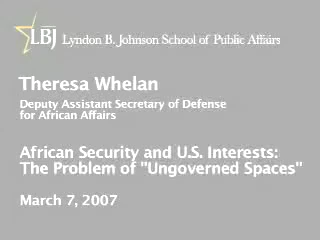 LBJ Lyndon B. Johnson School of Public Affairs
Theresa Whelan
Deputy Assistant Secretary of Defense
for African Affairs
African Security and U.S. Interests:
The Problem of "Ungoverned Spaces"
March 7, 2007